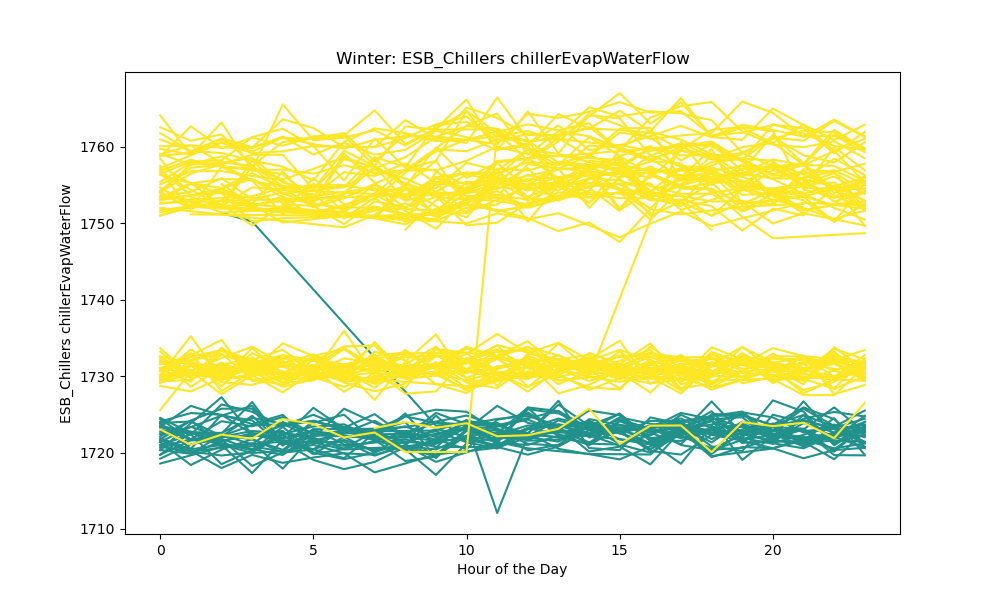 Winter: ESB_Chillers chillerEvapWaterFlow
ESB_Chillers chillerEvapWaterFlow
1760
1750
1740
1730
1720
1710
0 5 10 15 20
Hour of the Day